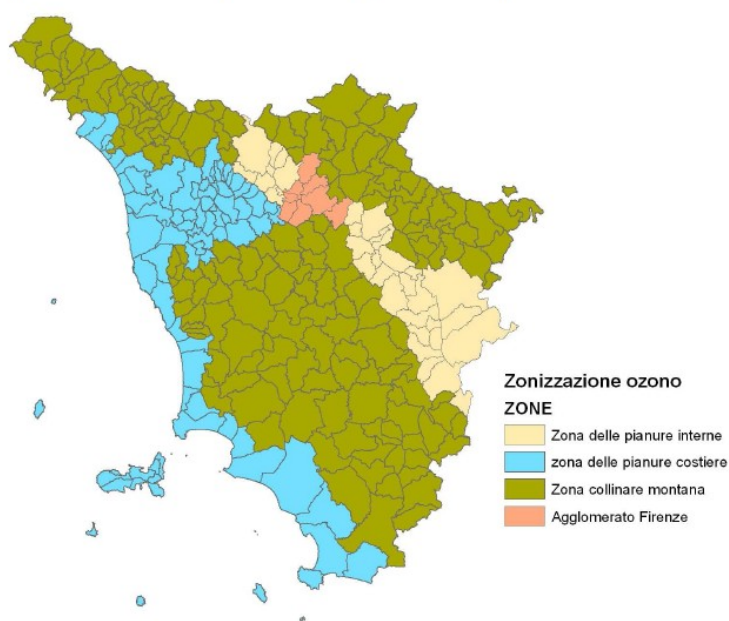 Zonizzazione ozono
ZONE
Zona delle pianure interne
zona delle pianure costiere
Zona collinare montana
Agglomerato Firenze